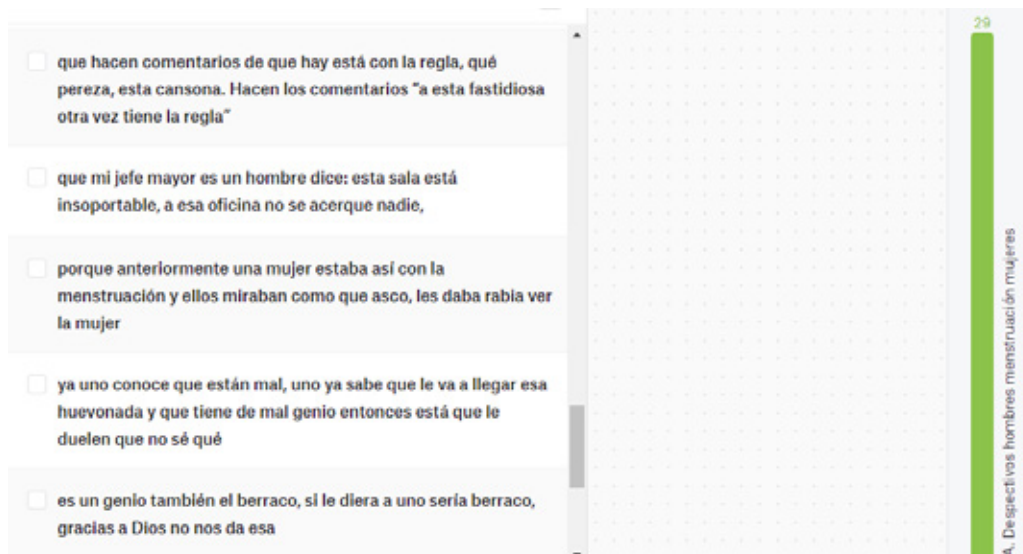 que hacen comentarios de que hay está con la regla, qué
pereza, esta cansona. Hacen los comentarios "a esta fastidiosa
otra vez tiene la regla"
que mi jefe mayor es un hombre dice: esta sala está
insoportable, a esa oficina no se acerque nadie,
porque anteriormente una mujer estaba así con la
menstruación y ellos miraban como que asco, les daba rabia ver
la mujer
ya uno conoce que están mal, uno ya sabe que le va a llegar esa
huevonada y que tiene de mal genio entonces está que le
duelen que no sé qué
es un genio también el berraco, si le diera a uno sería berraco,
gracias a Dios no nos da esa
29
A. Despectivos hombres menstruación mujeres